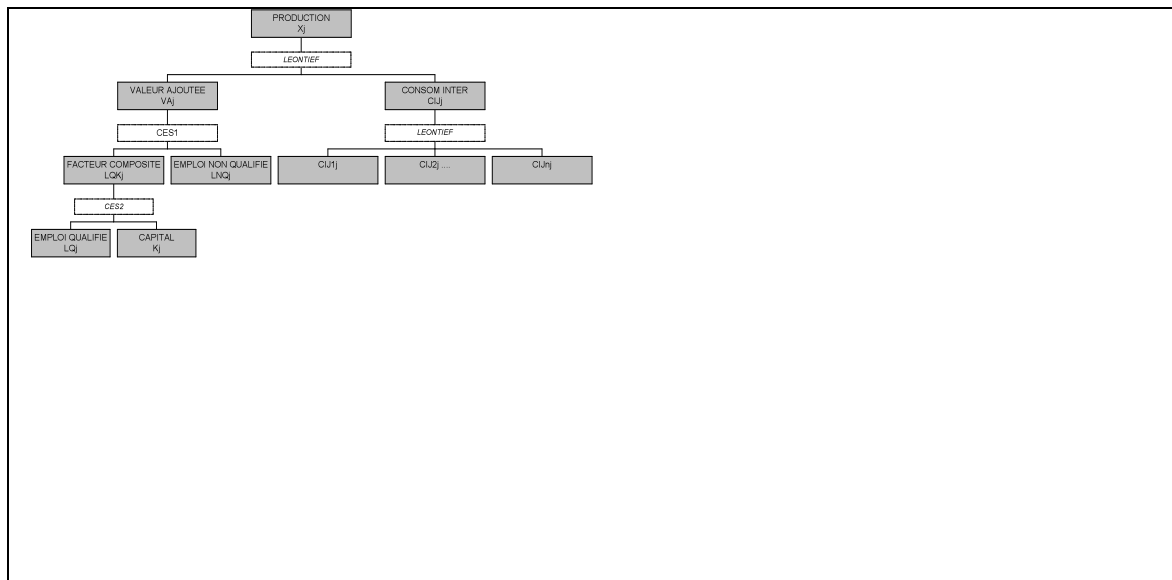 PRODUCTION
Xj
LEONTIEF
VALEUR AJOUTEE
VAj
CONSOM INTER
CIJj
CES1
LEONTIEF
FACTEUR COMPOSITE
LQKj
EMPLOI NON QUALIFIE
LNQj
CIJ1j
CIJ2j ....
CIJnj
CES2
EMPLOI QUALIFIE
LQj
CAPITAL
Kj